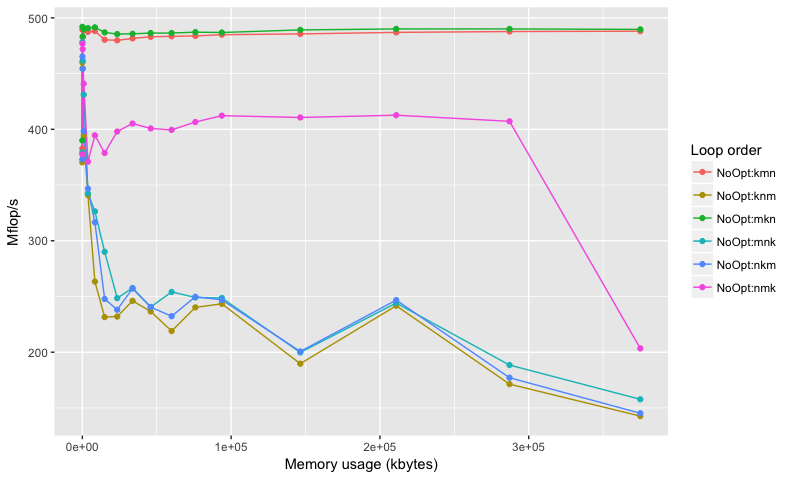 500
400
300
200
Mflop/s
0e+00
1e+05
2e+05
3e+05
Memory usage (kbytes)
Loop order
NoOpt:kmn
NoOpt:knm
NoOpt:mkn
NoOpt:mnk
NoOpt:nkm
NoOpt:nmk